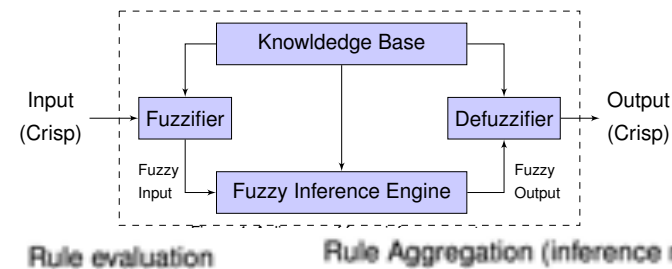 Knowldedge Base
Input
(Crisp)
Fuzzifier
Defuzzifier
Output
(Crisp)
Fuzzy
Input
Fuzzy Inference Engine
Fuzzy
Output
Rule evaluation
Rule Aggregation (inference